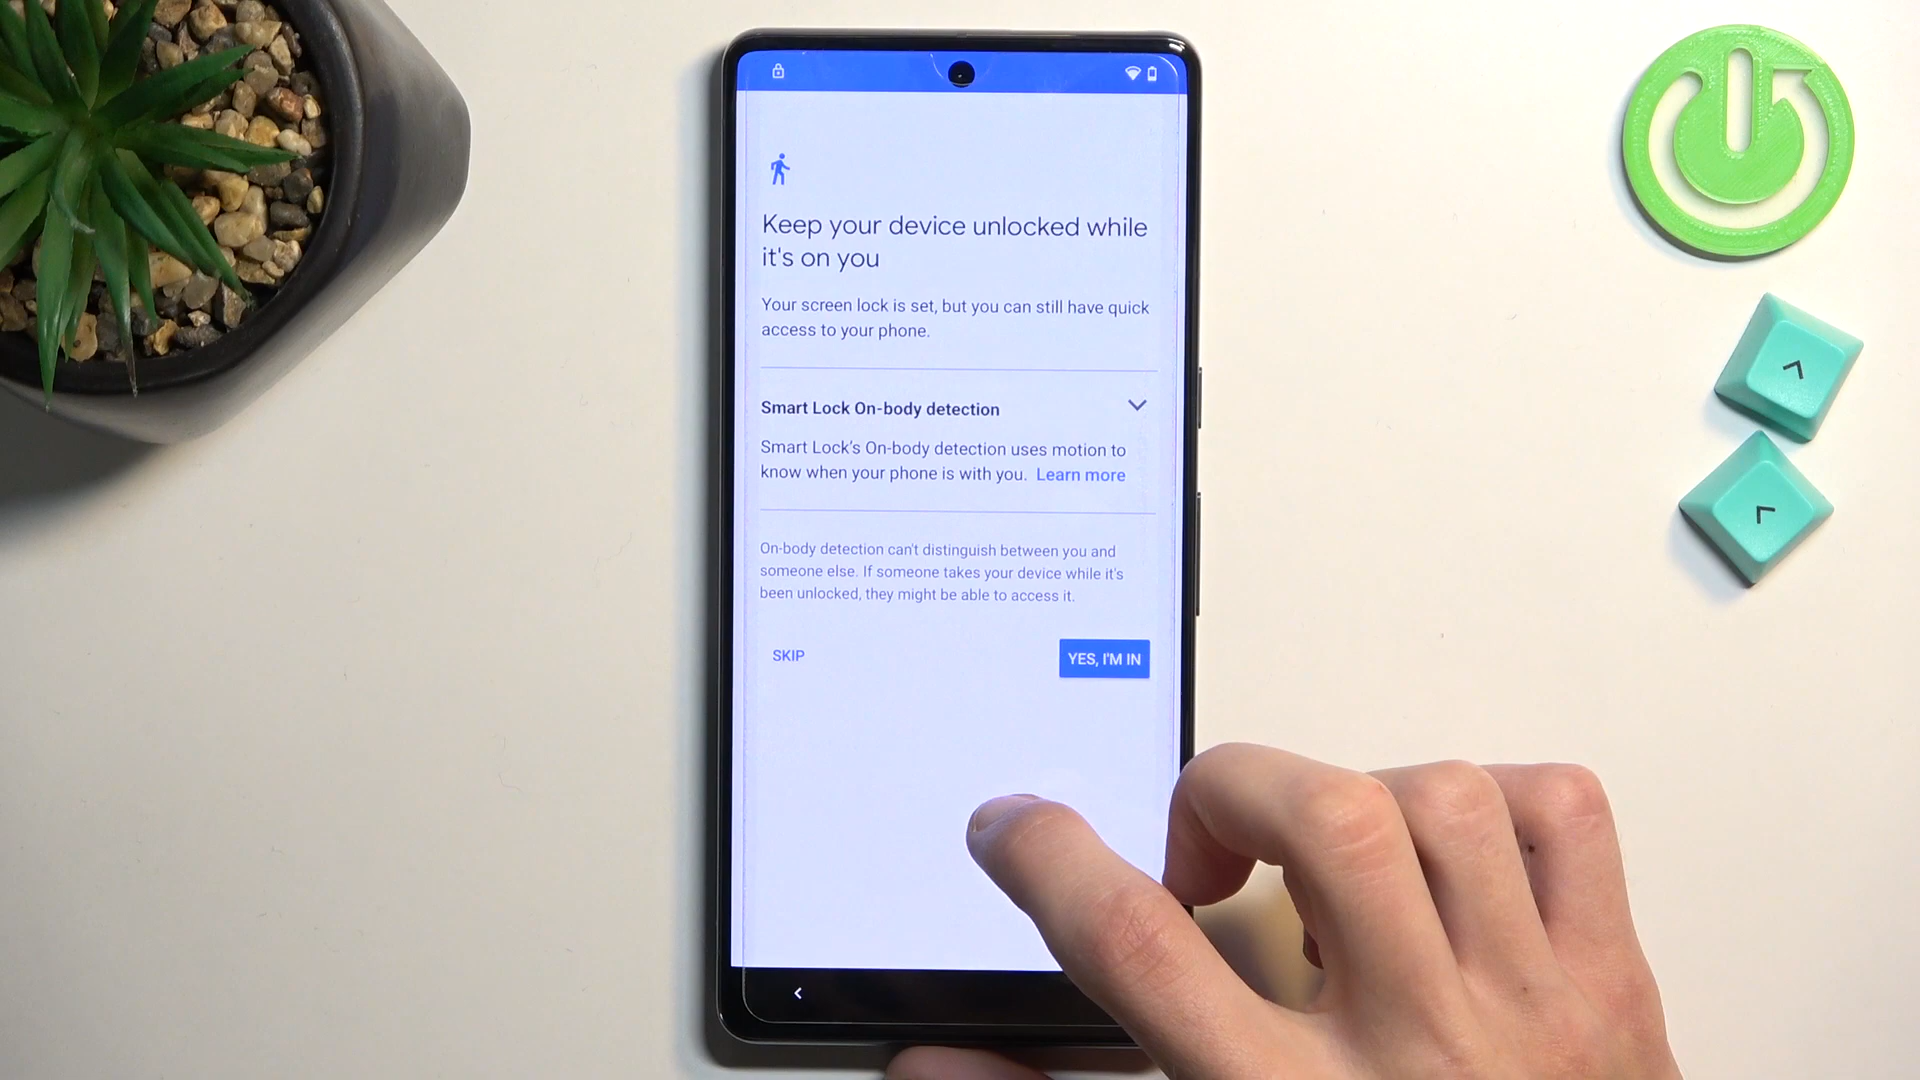 Keep your device unlocked while
it's on you
Your screen lock is set, but you can still have quick
access to your phone.
Smart Lock On-body detection
Smart Lock's On-body detection uses motion to
know when your phone is with you. Learn more
On-body detection can't distinguish between you and
someone else. If someone takes your device while it's
been unlocked, they might be able to access it.
SKIP
YES, I'M IN